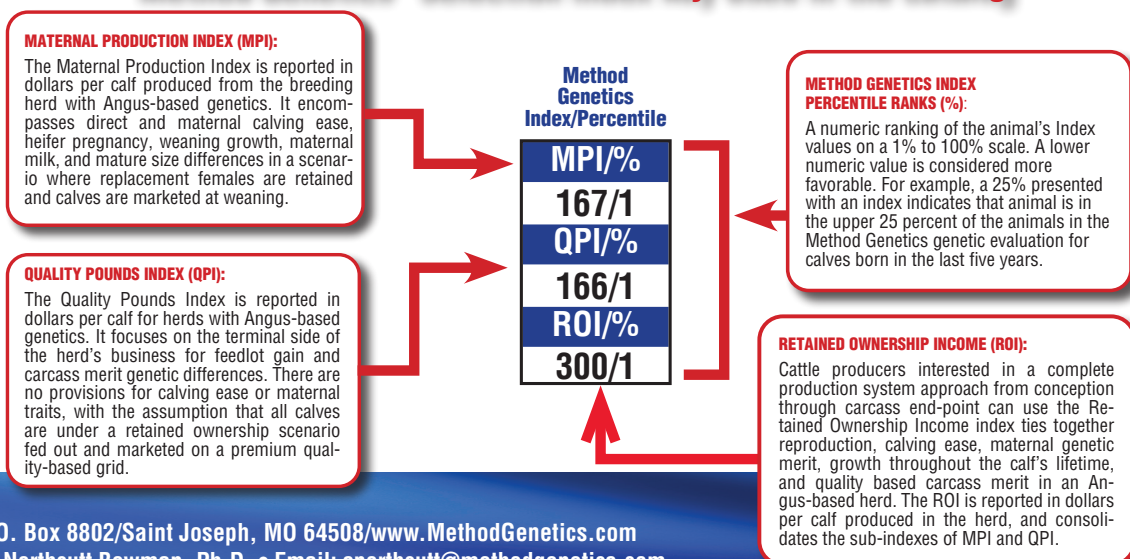 MATERNAL PRODUCTION INDEX (MPI):
The Maternal Production Index is reported in
dollars per calf produced from the breeding
herd with Angus-based genetics. It encom-
passes direct and maternal calving ease,
heifer pregnancy, weaning growth, maternal
milk, and mature size differences in a scenar-
io where replacement females are retained
and calves are marketed at weaning.
QUALITY POUNDS INDEX (QPI):
The Quality Pounds Index is reported in
dollars per calf for herds with Angus-based
genetics. It focuses on the terminal side of
the herd's business for feedlot gain and
carcass merit genetic differences. There are
no provisions for calving ease or maternal
traits, with the assumption that all calves
are under a retained ownership scenario
fed out and marketed on a premium qual-
ity-based grid.
Method
Genetics
Index/Percentile
MPI/%
167/1
QPI/%
166/1
ROI/%
300/1
METHOD GENETICS INDEX
PERCENTILE RANKS (%):
A numeric ranking of the animal's Index
values on a 1% to 100% scale. A lower
numeric value is considered more
favorable. For example, a 25% presented
with an index indicates that animal is in
the upper 25 percent of the animals in the
Method Genetics genetic evaluation for
calves born in the last five years.
RETAINED OWNERSHIP INCOME (ROI):
Cattle producers interested in a complete
production system approach from conception
through carcass end-point can use the Re-
tained Ownership Income index ties together
reproduction, calving ease, maternal genetic
merit, growth throughout the calf's lifetime,
and quality based carcass merit in an An-
gus-based herd. The ROI is reported in dollars
per calf produced in the herd, and consoli-
dates the sub-indexes of MPI and QPI.
O. Box 8802/Saint Joseph, MO 64508/www.MethodGenetics.com